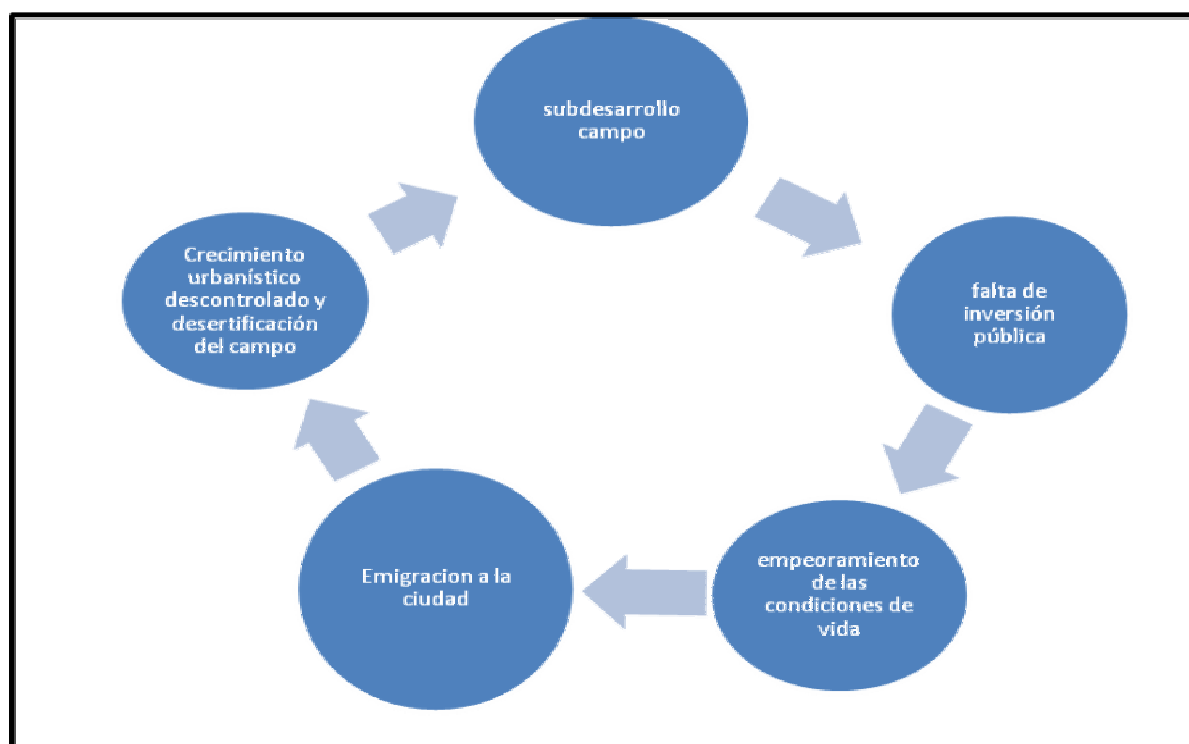 subdesarrollo
campo
falta de
inversión
pública
empeoramiento
de las
condiciones de
vida
Emigracion a la
ciudad
Crecimiento
urbanístico
descontrolado y
desertificación
del campo